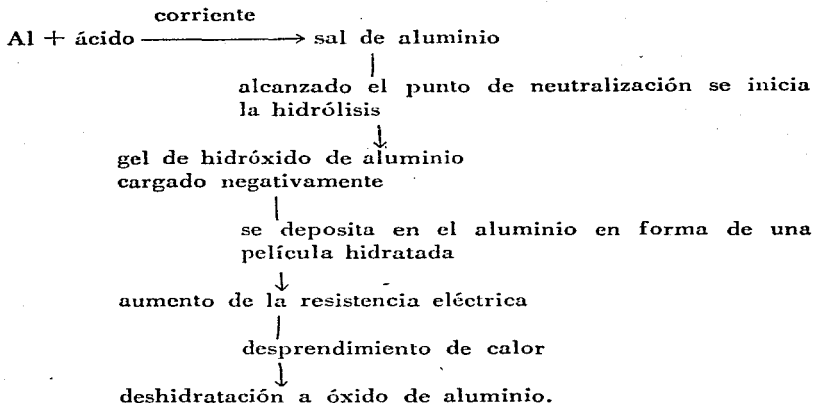 corriente
Al + ácido ⟶ sal de aluminio
alcanzado el punto de neutralización se inicia
la hidrólisis
gel de hidróxido de aluminio
cargado negativamente
se deposita en el aluminio en forma de una
película hidratada
aumento de la resistencia eléctrica
desprendimiento de calor
deshidratación a óxido de aluminio.